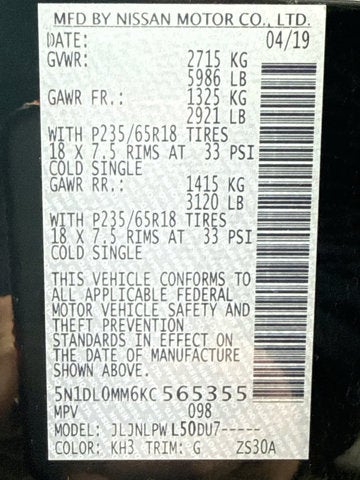 MFD BY NISSAN MOTOR CO., LTD.
DATE: 04/19
GVWR: 2715 KG
5986 LB
GAWR FR.: 1325 KG
2921 LB
WITH P235/65R18 TIRES
18 X 7.5 RIMS AT 33 PSI
COLD SINGLE
GAWR RR.: 1415 KG
3120 LB
WITH P235/65R18 TIRES
18 X 7.5 RIMS AT 33 PSI
COLD SINGLE
THIS VEHICLE CONFORMS TO
ALL APPLICABLE FEDERAL
MOTOR VEHICLE SAFETY AND
THEFT PREVENTION
STANDARDS IN EFFECT ON
THE DATE OF MANUFACTURE
SHOWN ABOVE.
5N1DL0MM6KC 565355
MPV 098
MODEL: JLJNLPW L50DU7-----
COLOR: KH3 TRIM: G ZS30A